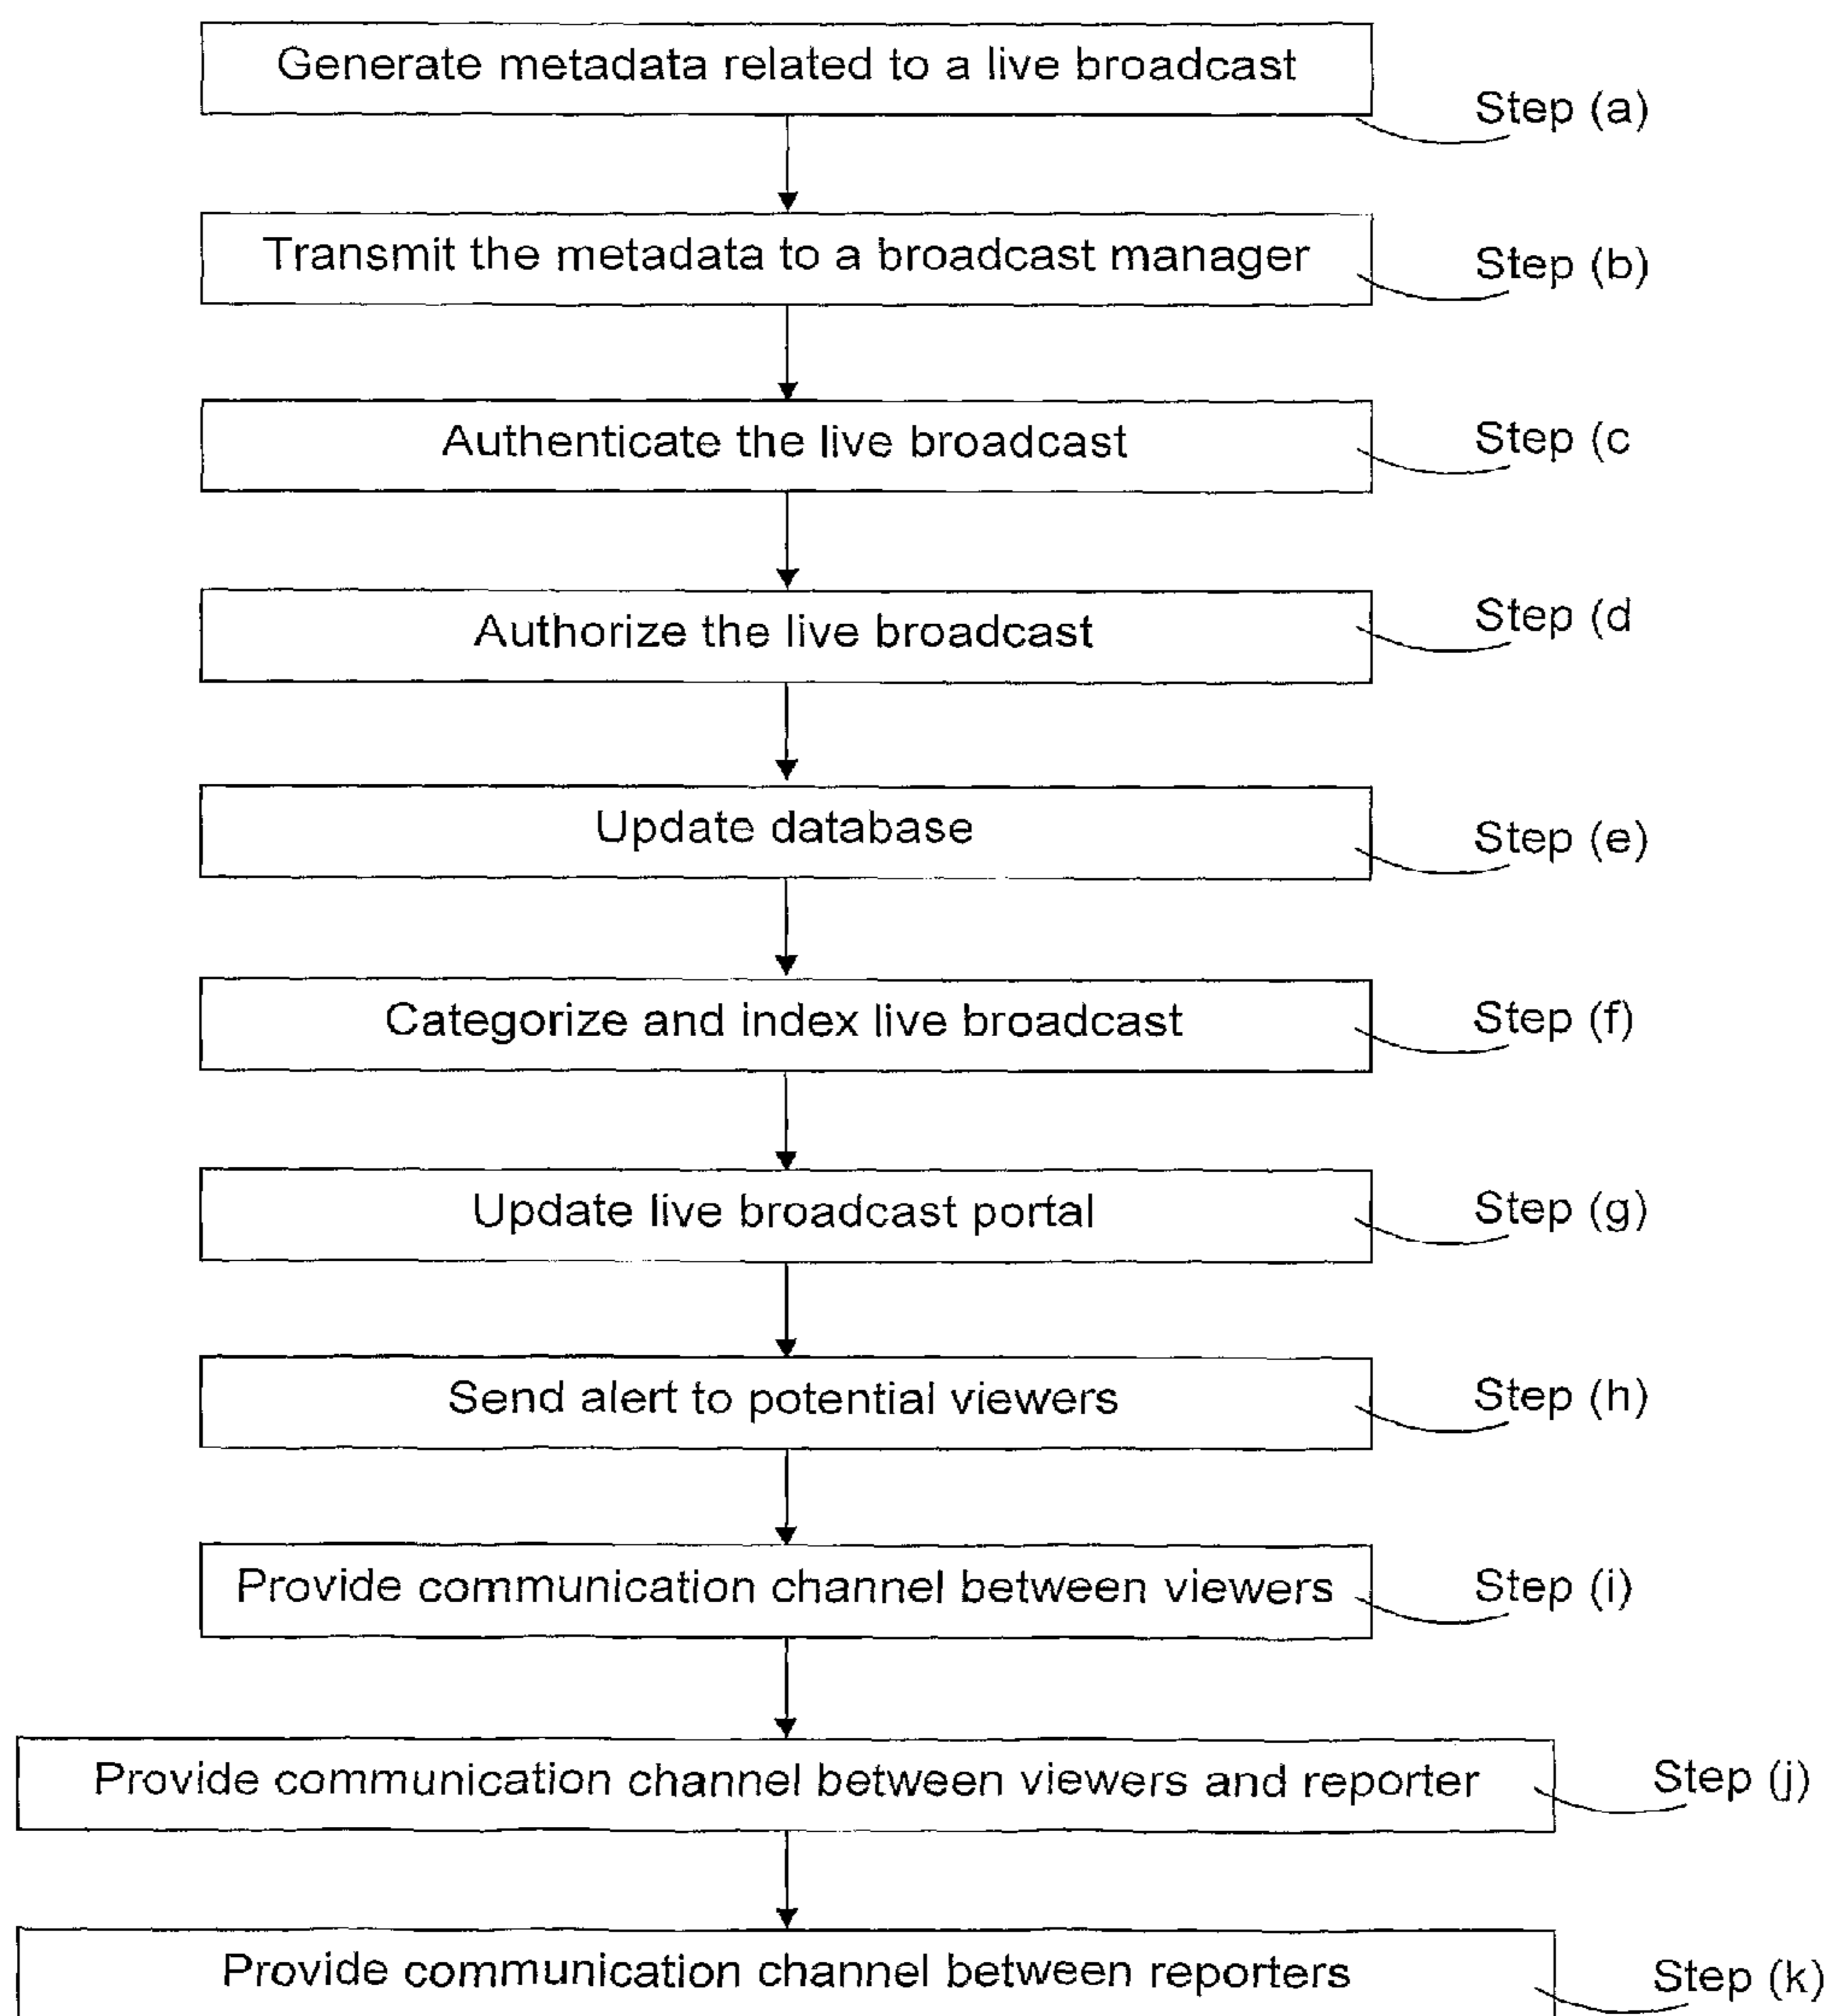 Generate metadata related to a live broadcast
Step (a)
Transmit the metadata to a broadcast manager
Step (b)
Authenticate the live broadcast
Step (c
Authorize the live broadcast
Step (d
Update database
Step (e)
Categorize and index live broadcast
Step (f)
Update live broadcast portal
Step (g)
Send alert to potential viewers
Step (h)
Provide communication channel between viewers
Step (i)
Provide communication channel between viewers and reporter
Step (j)
Provide communication channel between reporters
Step (k)